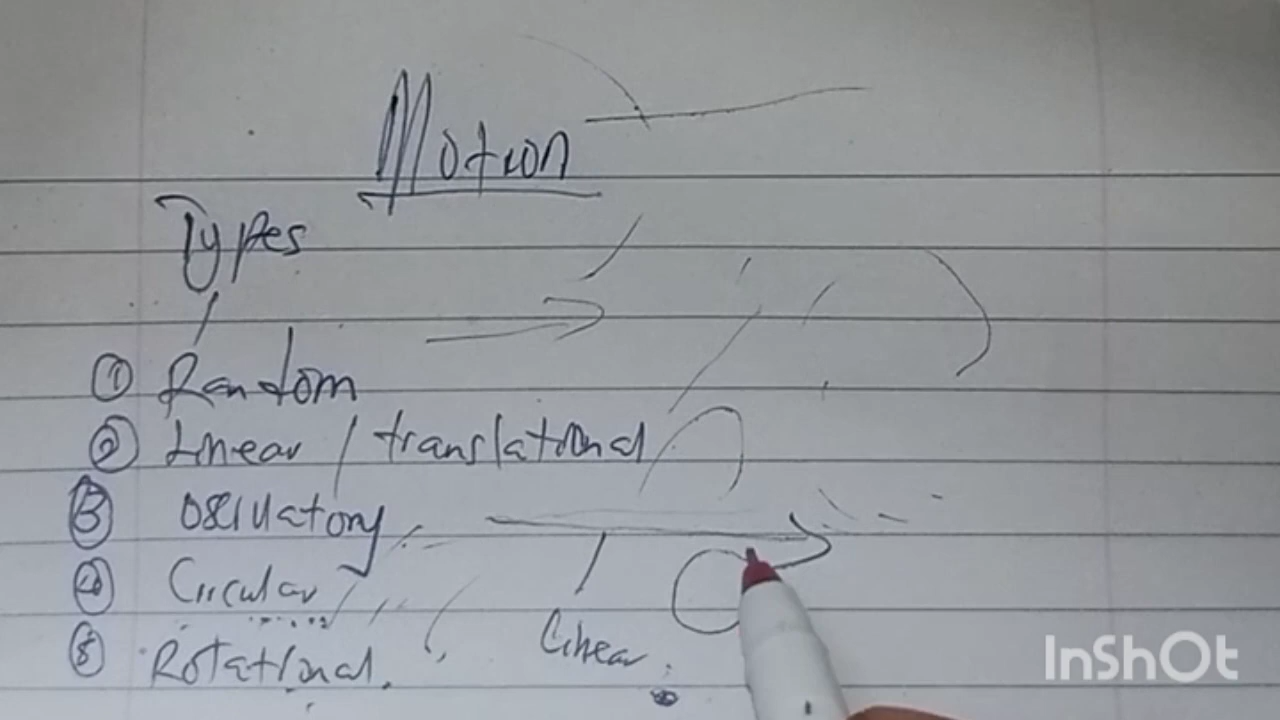 Motion
Types
① Random
② Linear / translational
③ Oscillatory
④ Circular
⑤ Rotational.
Linear
InShOt